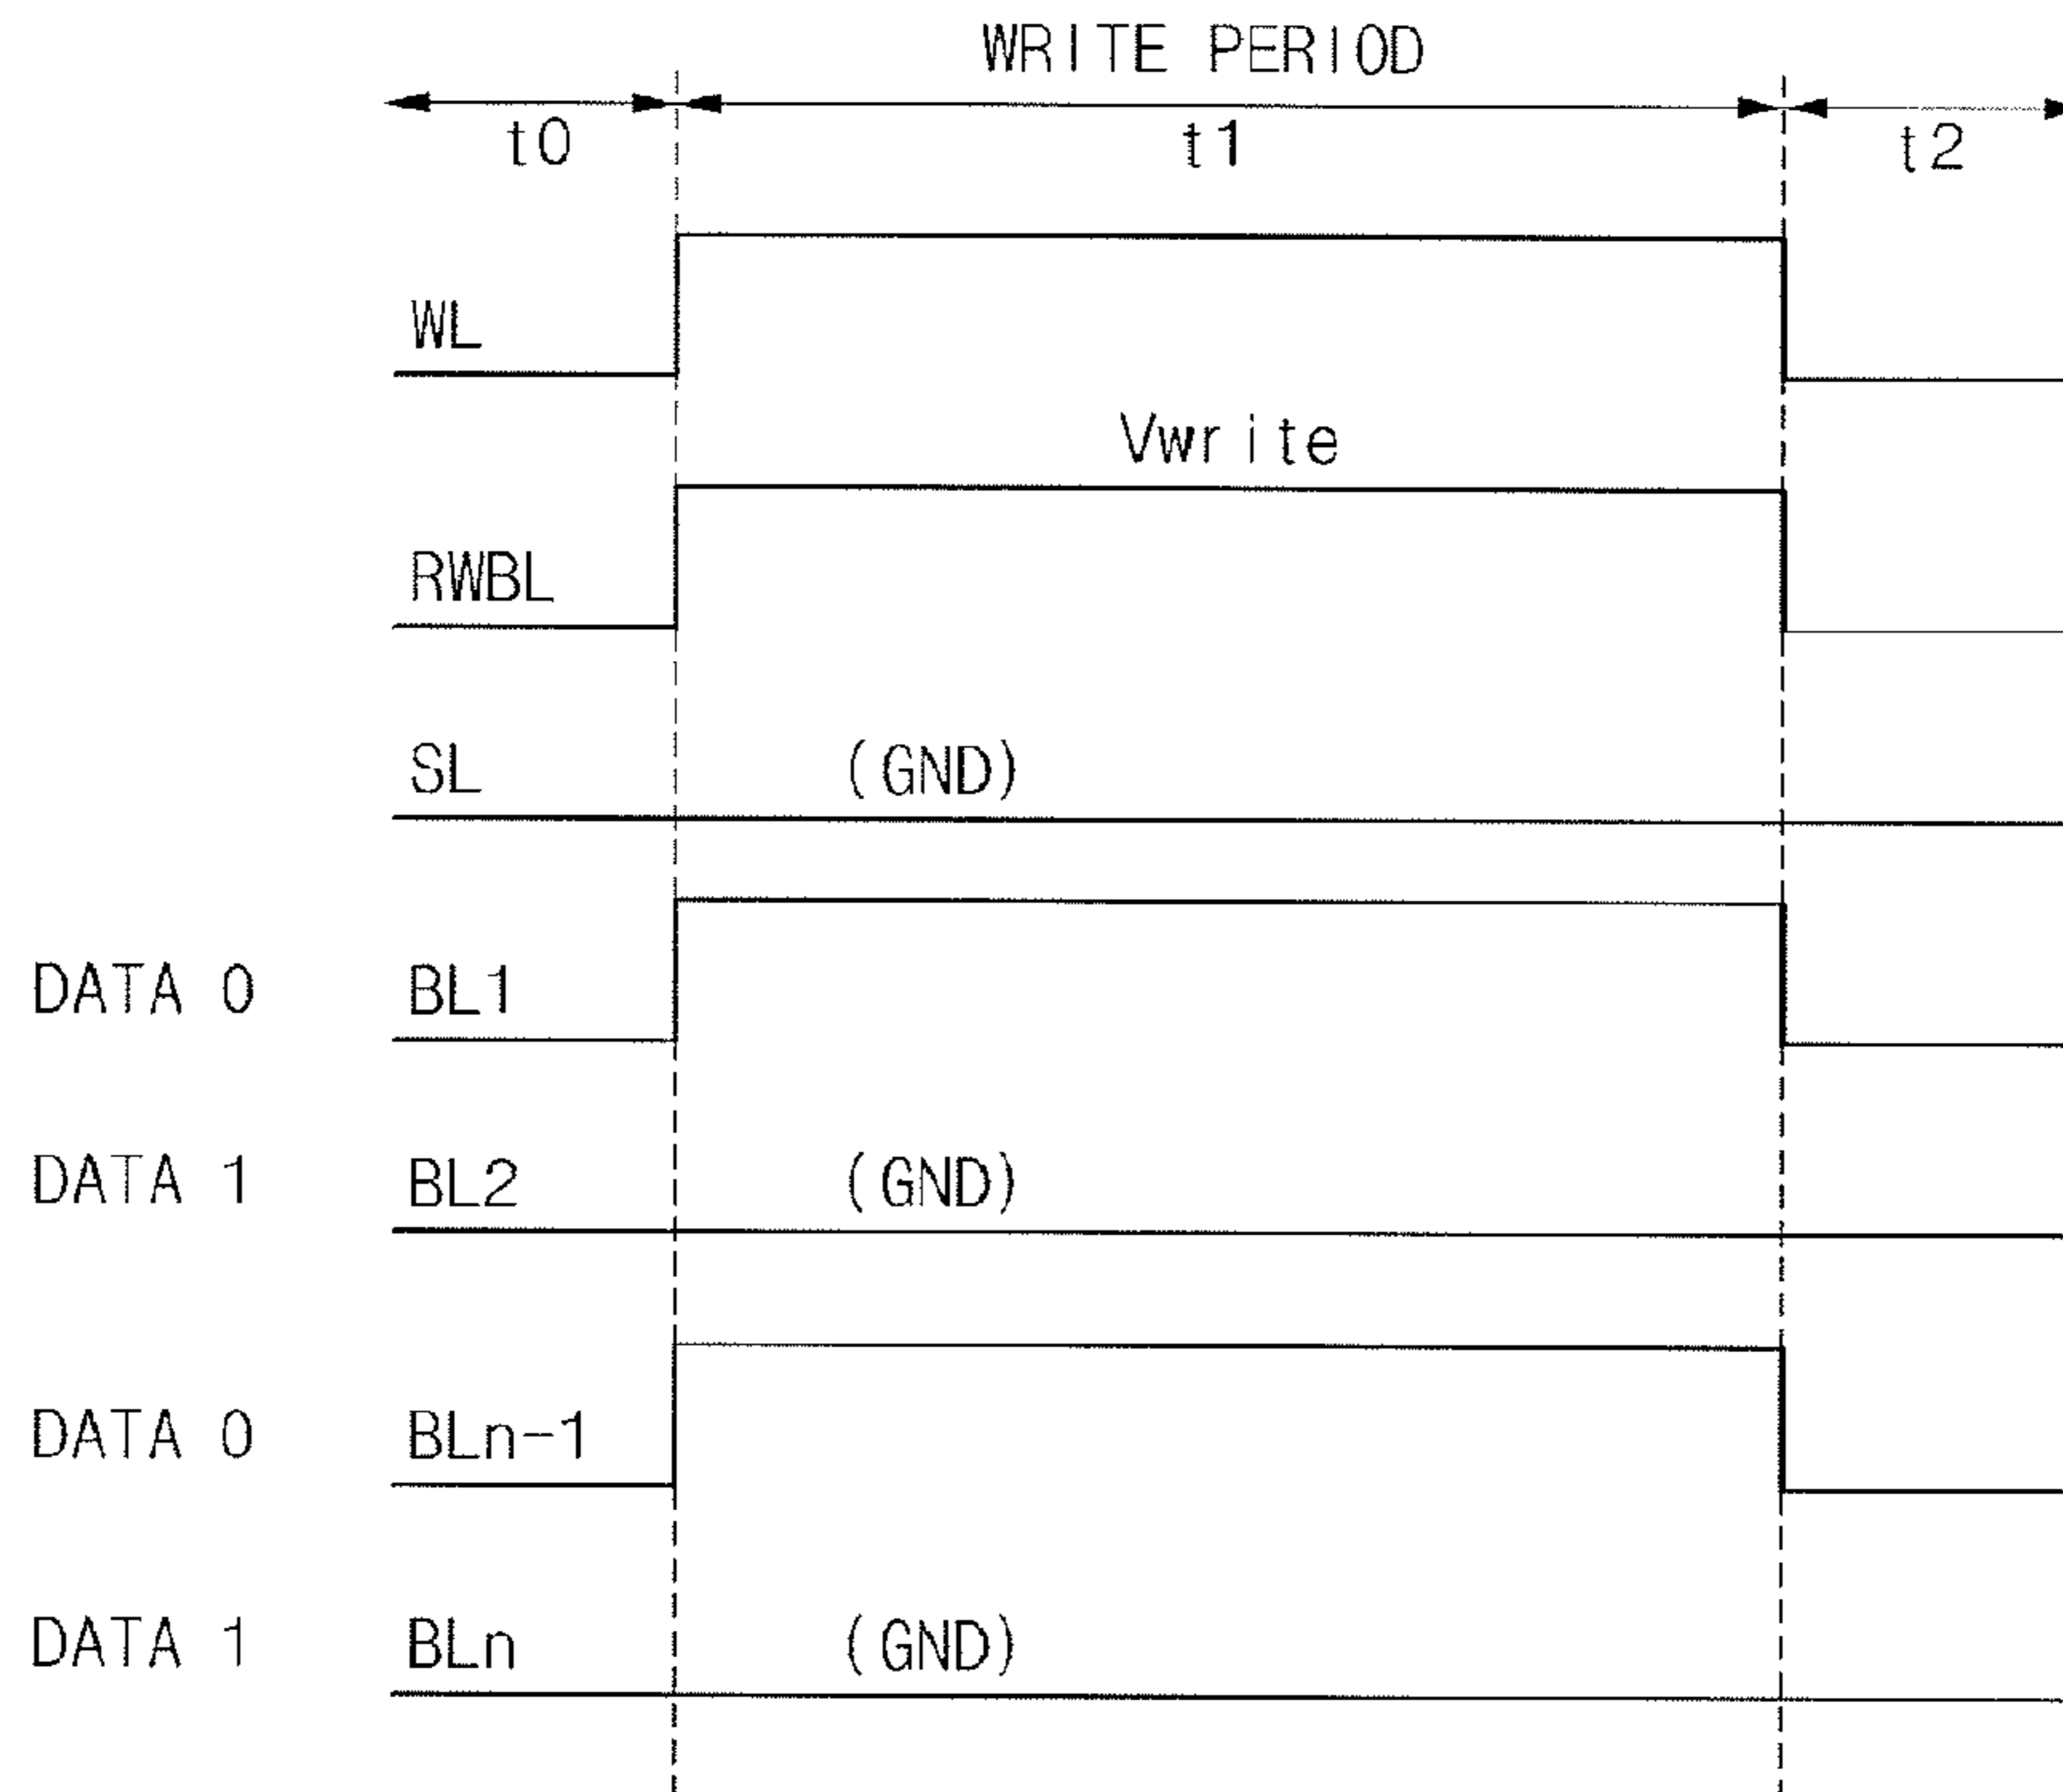 WRITE PERIOD
t0 t1 t2
WL
Vwrite
RWBL
SL (GND)
DATA 0 BL1
DATA 1 BL2 (GND)
DATA 0 BLn-1
DATA 1 BLn (GND)